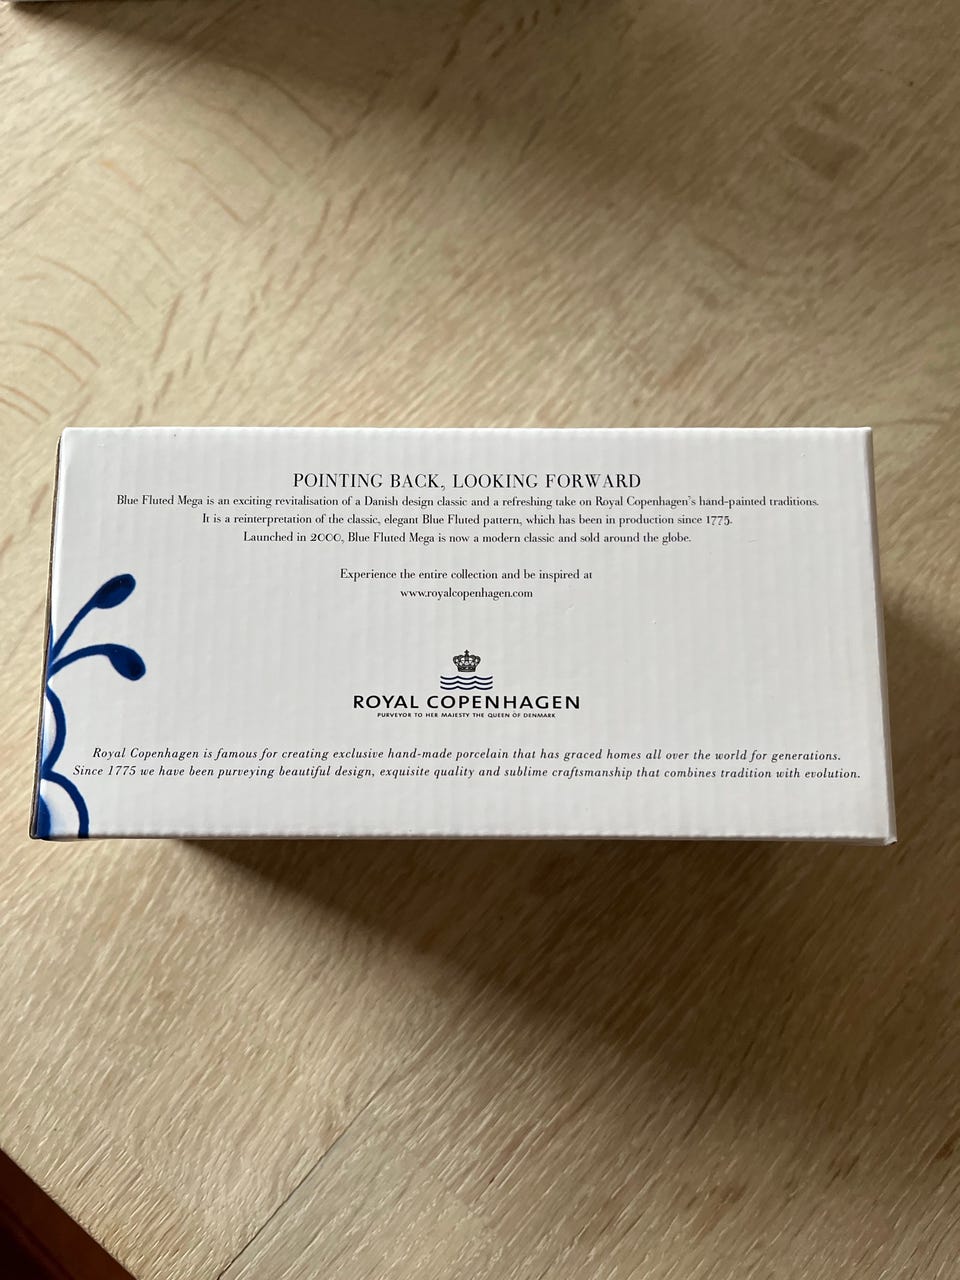 POINTING BACK, LOOKING FORWARD
Blue Fluted Mega is an exciting revitalisation of a Danish design classic and a refreshing take on Royal Copenhagen's hand-painted traditions.
It is a reinterpretation of the classic, elegant Blue Fluted pattern, which has been in production since 1775.
Launched in 2000, Blue Fluted Mega is now a modern classic and sold around the globe.
Experience the entire collection and be inspired at
www.royalcopenhagen.com
ROYAL COPENHAGEN
PURVEYOR TO HER MAJESTY THE QUEEN OF DENMARK
Royal Copenhagen is famous for creating exclusive hand-made porcelain that has graced homes all over the world for generations.
Since 1775 we have been purveying beautiful design, exquisite quality and sublime craftsmanship that combines tradition with evolution.